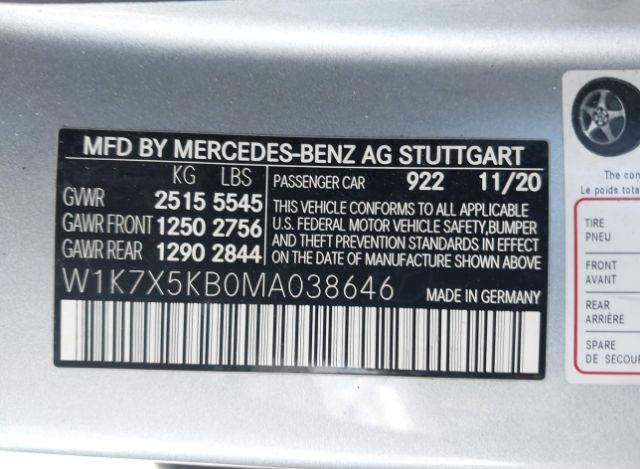 MFD BY MERCEDES-BENZ AG STUTTGART
KG LBS
GVWR 2515 5545
GAWR FRONT 1250 2756
GAWR REAR 1290 2844
PASSENGER CAR 922 11/20
THIS VEHICLE CONFORMS TO ALL APPLICABLE
U.S. FEDERAL MOTOR VEHICLE SAFETY,BUMPER
AND THEFT PREVENTION STANDARDS IN EFFECT
ON THE DATE OF MANUFACTURE SHOWN ABOVE
W1K7X5KB0MA038646 MADE IN GERMANY
The
Le poids
TIRE
PNEU
FRONT
AVANT
REAR
ARRIÈRE
SPARE
DE